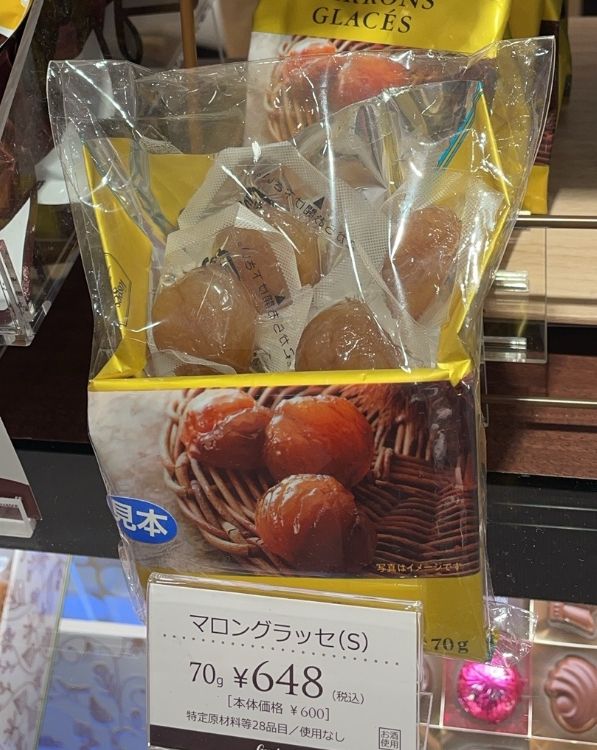 MARRONS
GLACÉS
見本
写真はイメージです
70g
マロングラッセ(S)
70g ¥648 (税込)
[本体価格 ¥600]
特定原材料等28品目/使用なし
お酒
使用